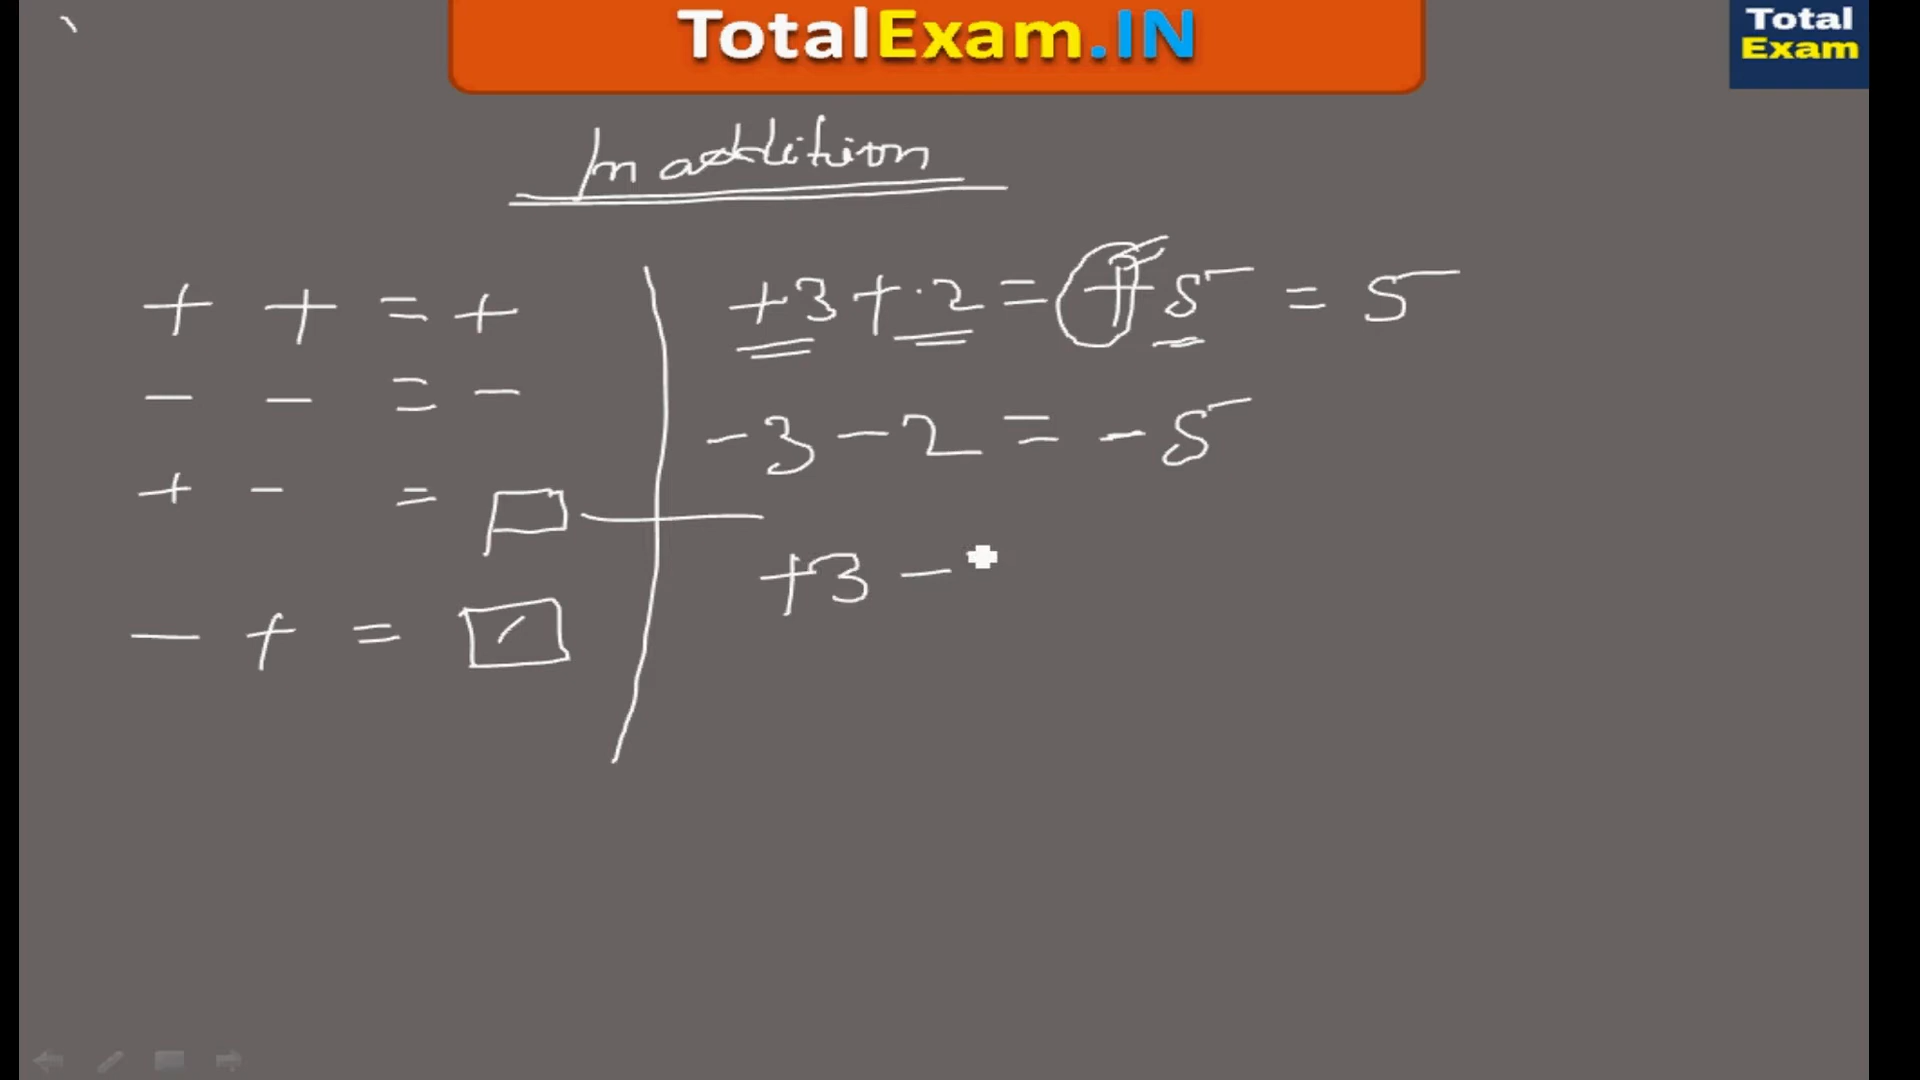 TotalExam.IN
Total
Exam
In addition
+ + = +
- - = -
+ - =
- + =
+3 + 2 = +5 = 5
-3 - 2 = -5
+3 -